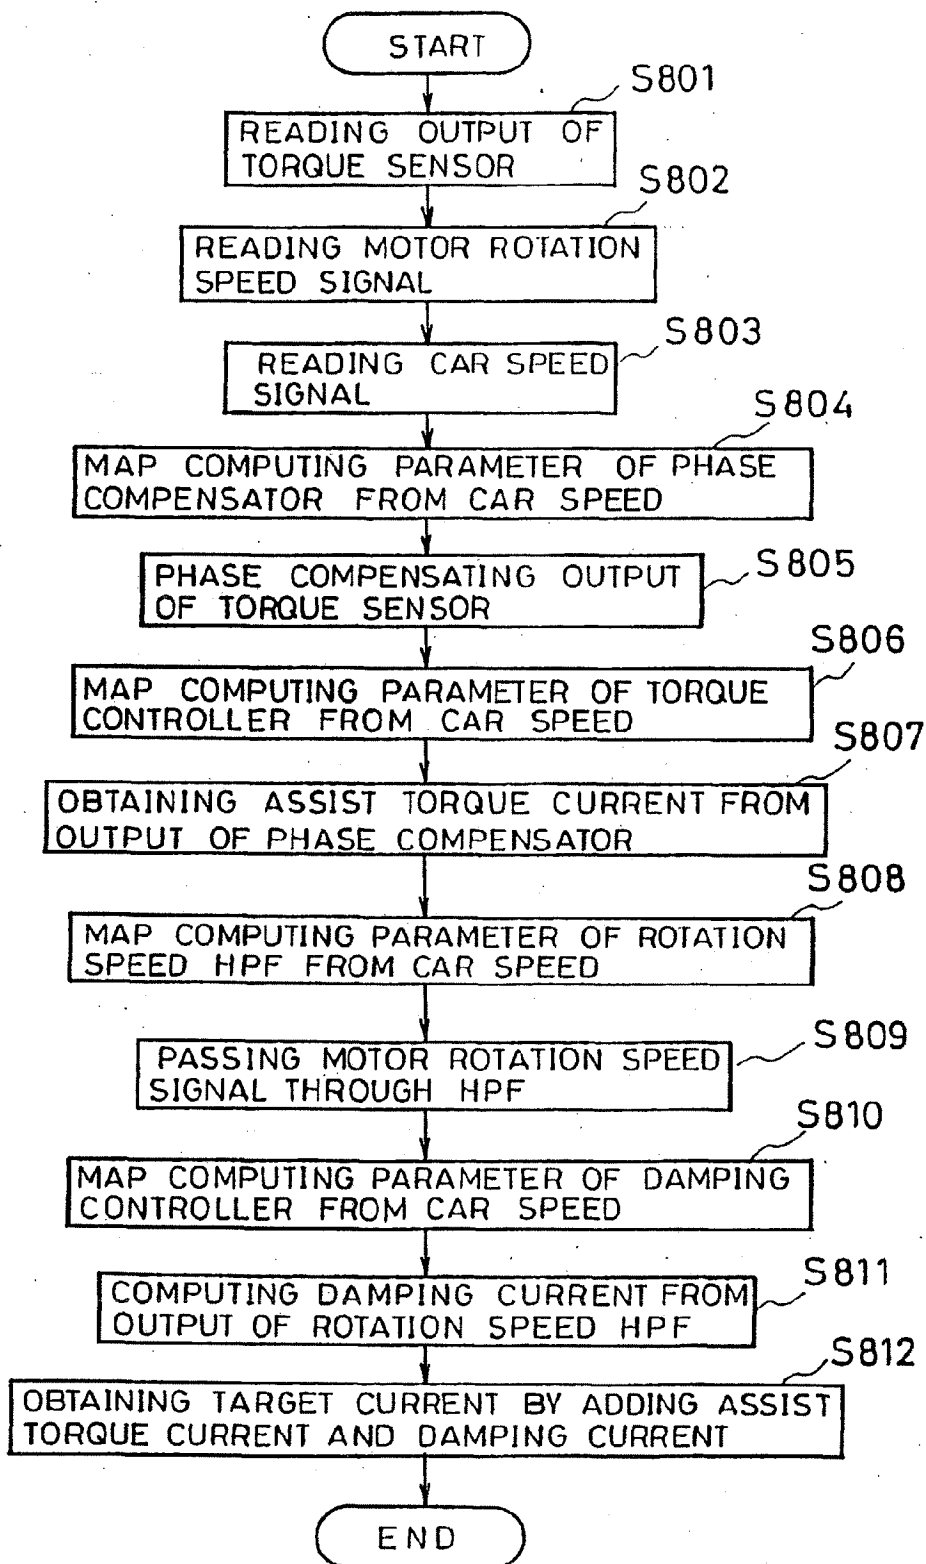 START
S801
READING OUTPUT OF
TORQUE SENSOR
S802
READING MOTOR ROTATION
SPEED SIGNAL
S803
READING CAR SPEED
SIGNAL
S804
MAP COMPUTING PARAMETER OF PHASE
COMPENSATOR FROM CAR SPEED
S805
PHASE COMPENSATING OUTPUT
OF TORQUE SENSOR
S806
MAP COMPUTING PARAMETER OF TORQUE
CONTROLLER FROM CAR SPEED
S807
OBTAINING ASSIST TORQUE CURRENT FROM
OUTPUT OF PHASE COMPENSATOR
S808
MAP COMPUTING PARAMETER OF ROTATION
SPEED HPF FROM CAR SPEED
S809
PASSING MOTOR ROTATION SPEED
SIGNAL THROUGH HPF
S810
MAP COMPUTING PARAMETER OF DAMPING
CONTROLLER FROM CAR SPEED
S811
COMPUTING DAMPING CURRENT FROM
OUTPUT OF ROTATION SPEED HPF
S812
OBTAINING TARGET CURRENT BY ADDING ASSIST
TORQUE CURRENT AND DAMPING CURRENT
END